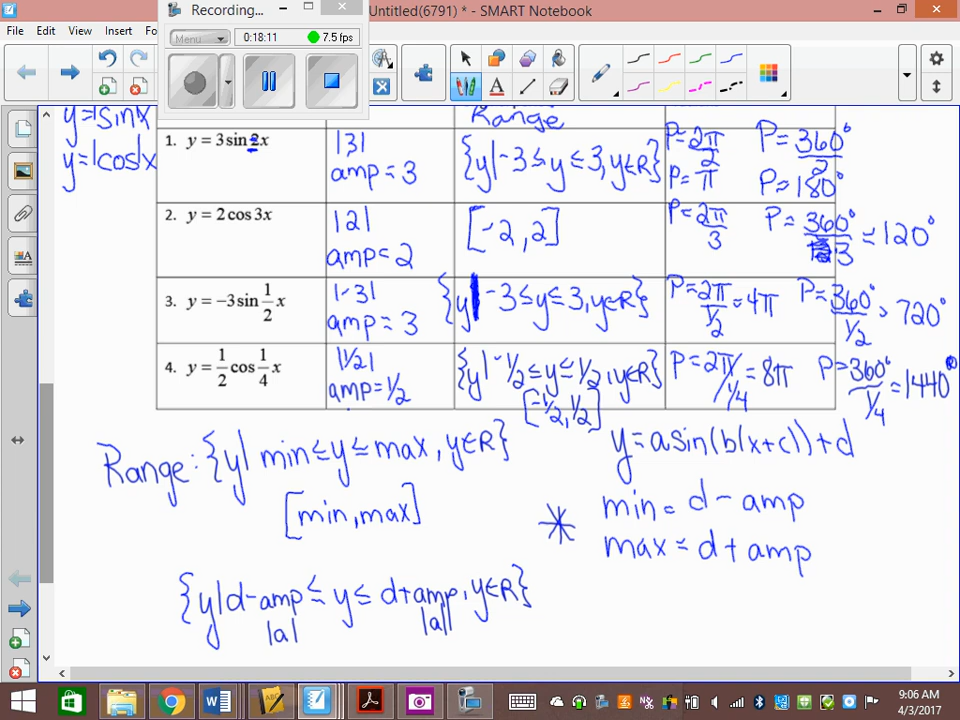 Recording...
Untitled(6791) * - SMART Notebook
File Edit View Insert Fo
Menu 0:18:11 7.5 fps
y=1sinx
y=|cos|x
Range
1. y = 3 sin 2x
|3|
amp = 3
{y|-3≤y≤3, y∈R}
P=2π/2
P=π
P=360°/2
P=180°
2. y = 2 cos 3x
|2|
amp = 2
[-2,2]
P=2π/3
P=360°/3=120°
3. y = −3 sin 1/2 x
|-3|
amp = 3
{y|-3≤y≤3, y∈R}
P=2π/½=4π
P=360°/½=720°
4. y = 1/2 cos 1/4 x
|1/2|
amp=1/2
{y|-1/2≤y≤1/2, y∈R}
[-1/2, 1/2]
P=2π/¼=8π
P=360°/¼=1440°
Range: {y| min≤y≤max, y∈R}
[min, max]
y=asin(b(x+c))+d
* min= d-amp
max= d+amp
{y|d-amp≤y≤d+amp, y∈R}
|a| |a|
9:06 AM
4/3/2017